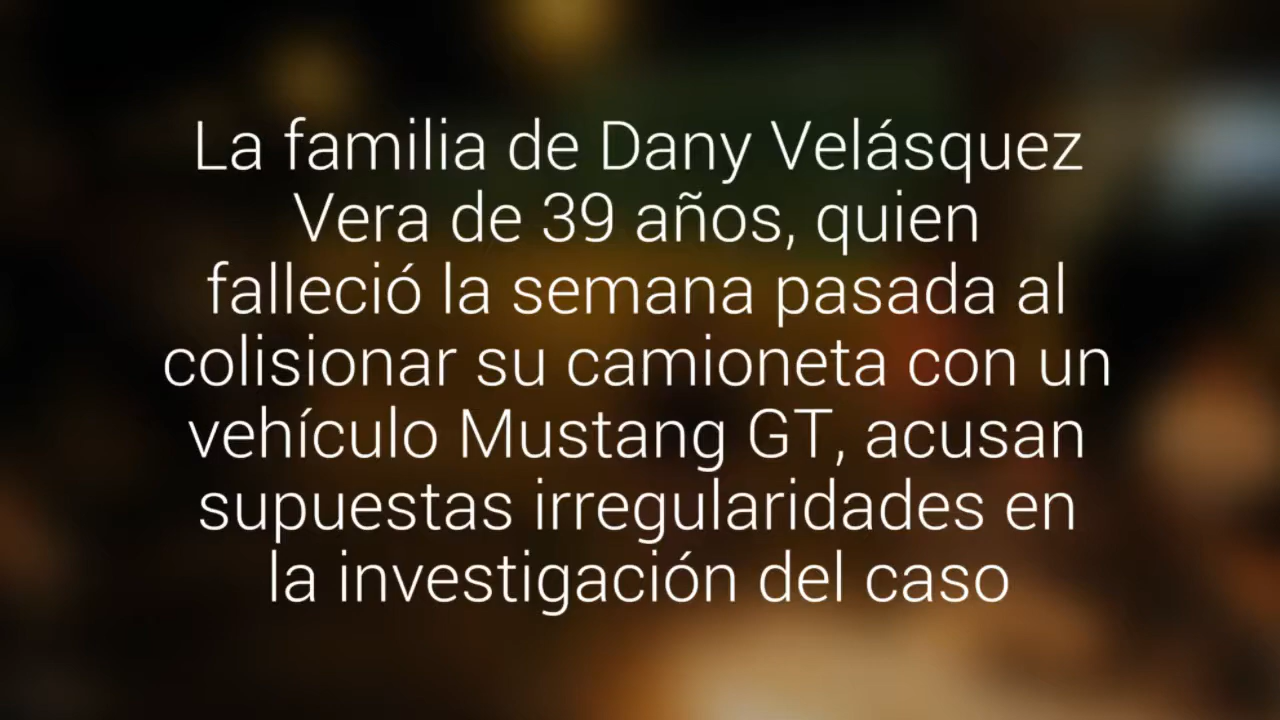 La familia de Dany Velásquez
Vera de 39 años, quien
falleció la semana pasada al
colisionar su camioneta con un
vehículo Mustang GT, acusan
supuestas irregularidades en
la investigación del caso